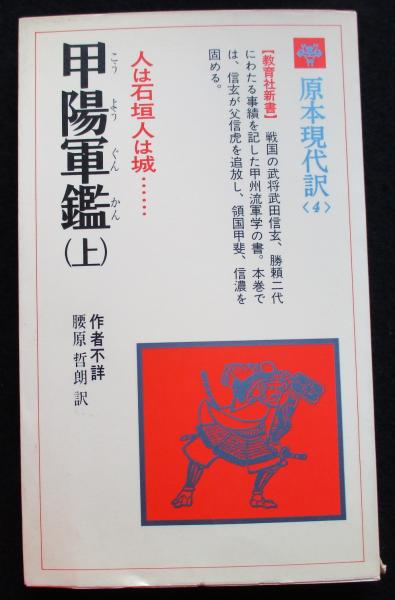 原本現代訳〈4〉
【教育社新書】 戦国の武将武田信玄、勝頼二代
にわたる事績を記した甲州流軍学の書。本巻で
は、信玄が父信虎を追放し、領国甲斐、信濃を
固める。
人は石垣人は城……
甲陽軍鑑(上)
こうようぐんかん
作者不詳
腰原哲朗訳